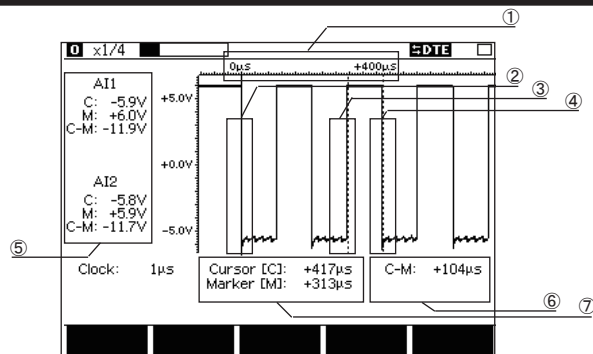 ①
0 x1/4 ⇆DTE
0µs +400µs
②
③
④
AI1
C: -5.9V
M: +6.0V
C-M: -11.9V
AI2
C: -5.8V
M: +5.9V
C-M: -11.7V
+5.0V
+0.0V
-5.0V
⑤
Clock: 1µs
Cursor [C]: +417µs
Marker [M]: +313µs
C-M: +104µs
⑥
⑦